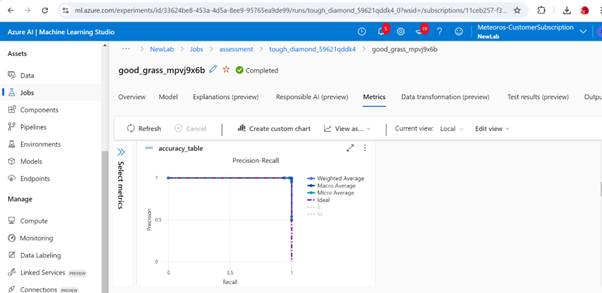 ml.azure.com/experiments/id/33624be8-453a-4d5a-8ee9-95765ea9de99/runs/tough_diamond_59621qddk4_0?wsid=/subscriptions/11ceb257-f3...
Azure AI | Machine Learning Studio
5
19
Meteoros-CustomerSubscription
NewLab
Assets
Data
Jobs
Components
Pipelines
Environments
Models
Endpoints
Manage
Compute
Monitoring
Data Labeling
Linked Services PREVIEW
Connections PREVIEW
... > NewLab > Jobs > assessment > tough_diamond_59621qddk4 > good_grass_mpvj9x6b
good_grass_mpvj9x6b Completed
Overview Model Explanations (preview) Responsible AI (preview) Metrics Data transformation (preview) Test results (preview) Outpu
Refresh Cancel Create custom chart View as... Current view: Local Edit view
Select metrics
accuracy_table
Precision-Recall
Precision
1
0.5
0
0 0.5 1
Recall
Weighted Average
Macro Average
Micro Average
Ideal